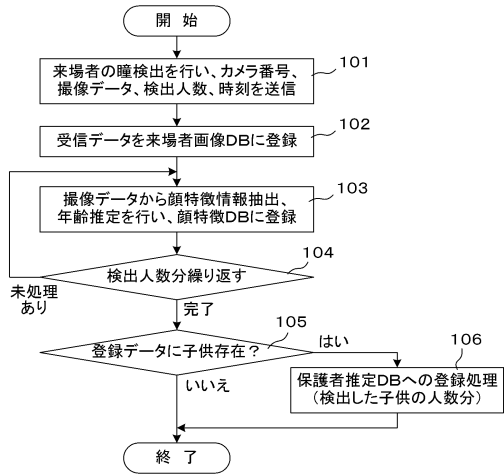 開 始
来場者の瞳検出を行い、カメラ番号、
撮像データ、検出人数、時刻を送信
101
受信データを来場者画像DBに登録
102
撮像データから顔特徴情報抽出、
年齢推定を行い、顔特徴DBに登録
103
検出人数分繰り返す
104
未処理
あり
完了
登録データに子供存在?
105
はい
いいえ
保護者推定DBへの登録処理
(検出した子供の人数分)
106
終 了